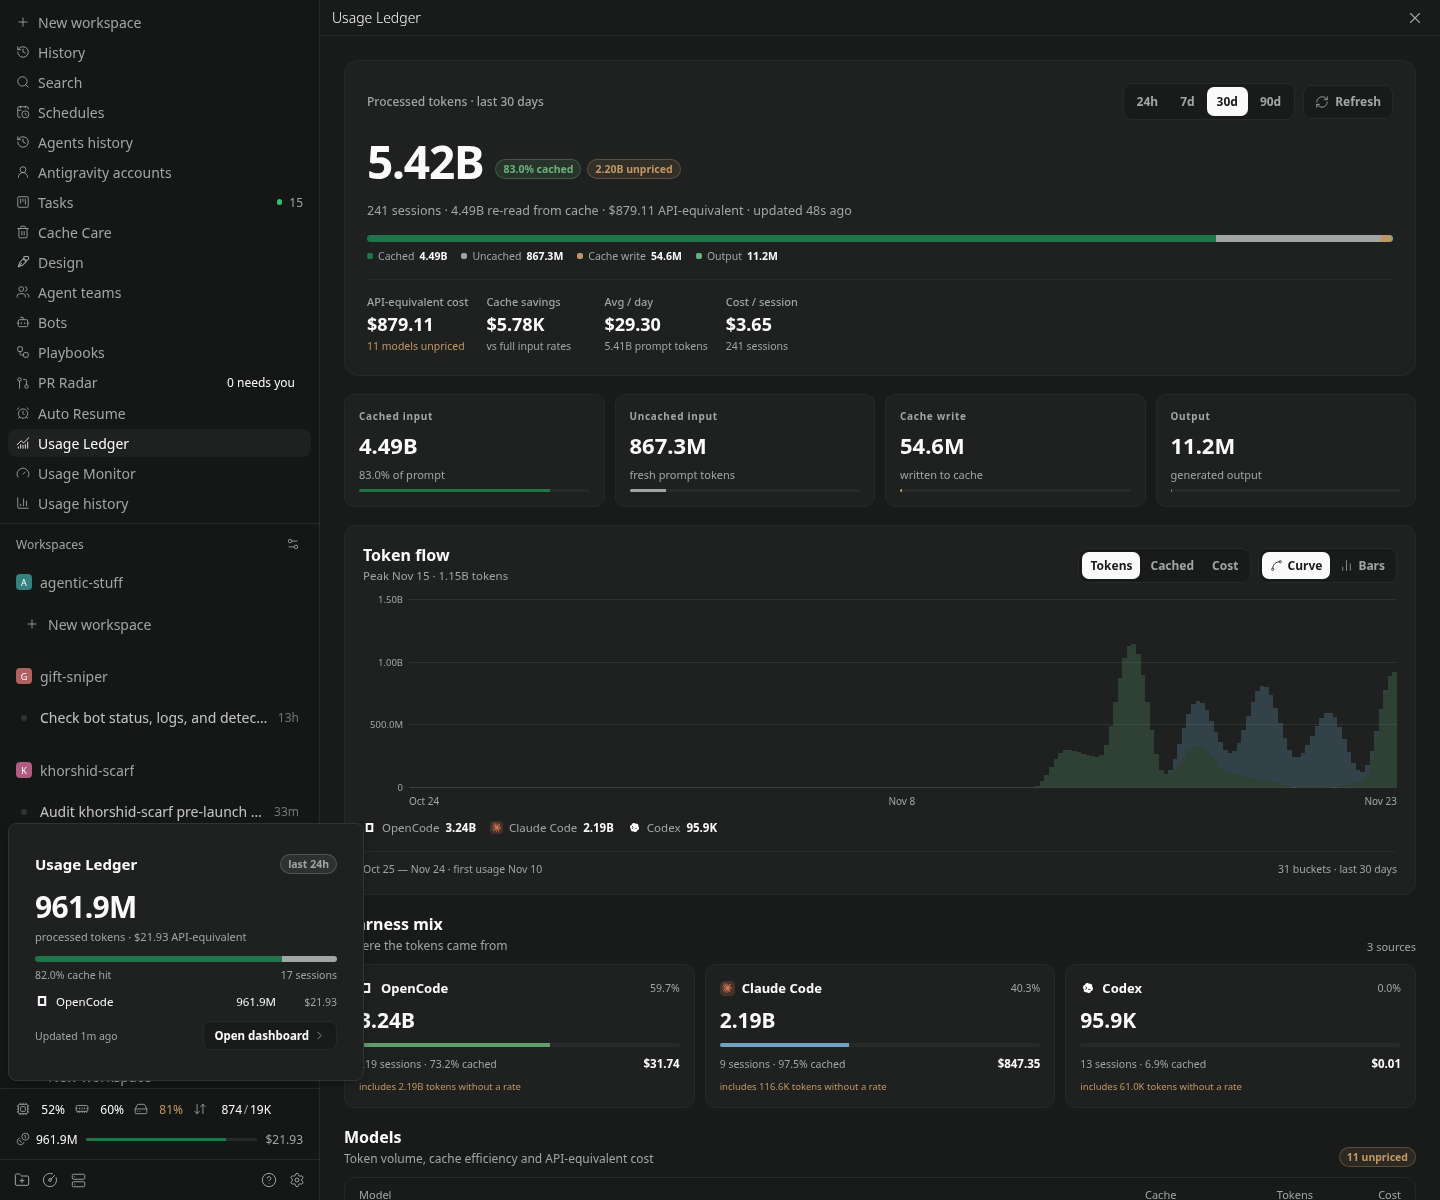 New workspace
History
Search
Schedules
Agents history
Antigravity accounts
Tasks 15
Cache Care
Design
Agent teams
Bots
Playbooks
PR Radar 0 needs you
Auto Resume
Usage Ledger
Usage Monitor
Usage history
Workspaces
A agentic-stuff
New workspace
G gift-sniper
Check bot status, logs, and detec... 13h
K khorshid-scarf
Audit khorshid-scarf pre-launch ... 33m
Usage Ledger last 24h
961.9M
processed tokens · $21.93 API-equivalent
82.0% cache hit 17 sessions
OpenCode 961.9M $21.93
Updated 1m ago Open dashboard
52% 60% 81% 874/19K
961.9M $21.93
Usage Ledger
Processed tokens · last 30 days 24h 7d 30d 90d Refresh
5.42B 83.0% cached 2.20B unpriced
241 sessions · 4.49B re-read from cache · $879.11 API-equivalent · updated 48s ago
Cached 4.49B Uncached 867.3M Cache write 54.6M Output 11.2M
API-equivalent cost Cache savings Avg / day Cost / session
$879.11 $5.78K $29.30 $3.65
11 models unpriced vs full input rates 5.41B prompt tokens 241 sessions
Cached input Uncached input Cache write Output
4.49B 867.3M 54.6M 11.2M
83.0% of prompt fresh prompt tokens written to cache generated output
Token flow Tokens Cached Cost Curve Bars
Peak Nov 15 · 1.15B tokens
1.50B
1.00B
500.0M
0
Oct 24 Nov 8 Nov 23
OpenCode 3.24B Claude Code 2.19B Codex 95.9K
Oct 25 — Nov 24 · first usage Nov 10 31 buckets · last 30 days
arness mix
ere the tokens came from 3 sources
OpenCode 59.7% Claude Code 40.3% Codex 0.0%
3.24B 2.19B 95.9K
19 sessions · 73.2% cached $31.74 9 sessions · 97.5% cached $847.35 13 sessions · 6.9% cached $0.01
includes 2.19B tokens without a rate includes 116.6K tokens without a rate includes 61.0K tokens without a rate
Models
Token volume, cache efficiency and API-equivalent cost 11 unpriced
Model Cache Tokens Cost